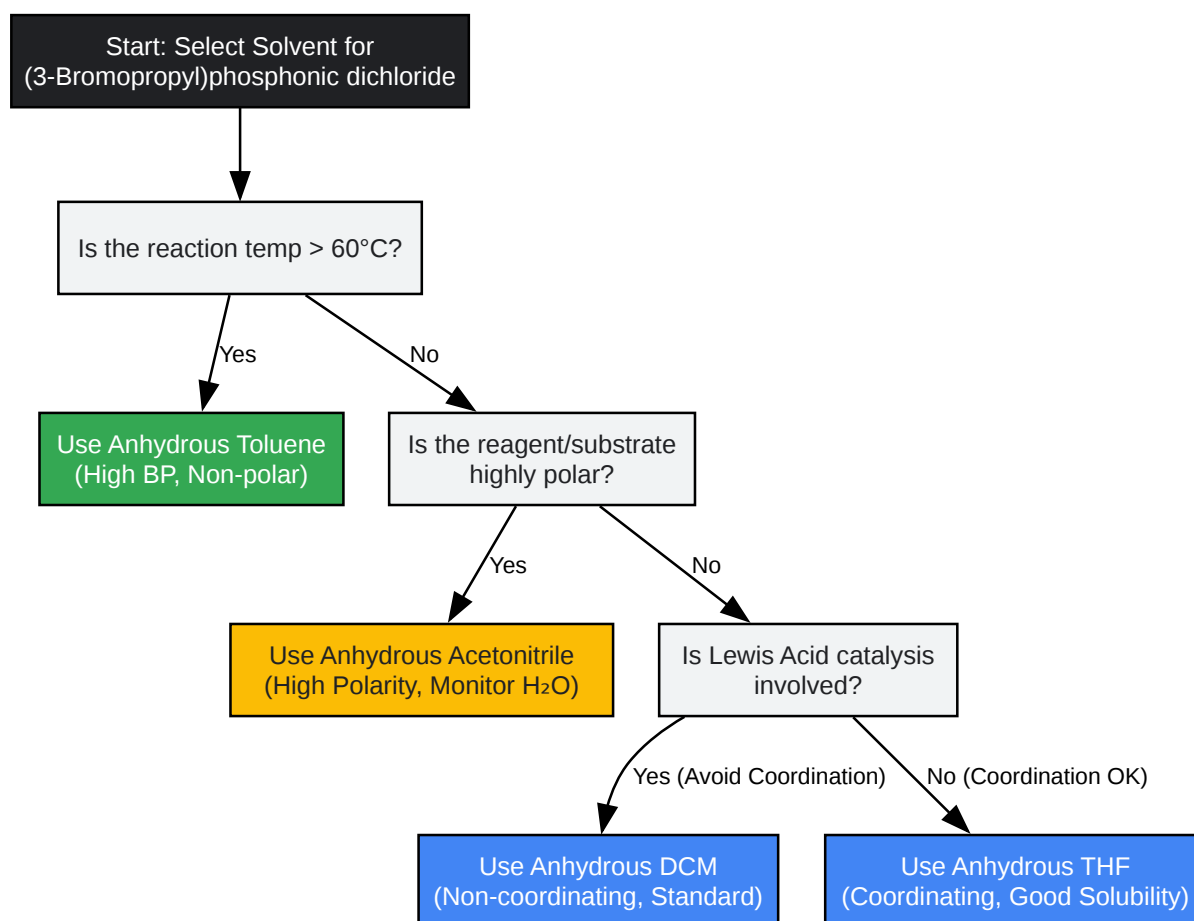 Start: Select Solvent for
(3-Bromopropyl)phosphonic dichloride
Is the reaction temp > 60°C?
Yes
No
Use Anhydrous Toluene
(High BP, Non-polar)
Is the reagent/substrate
highly polar?
Yes
No
Use Anhydrous Acetonitrile
(High Polarity, Monitor H₂O)
Is Lewis Acid catalysis
involved?
Yes (Avoid Coordination)
No (Coordination OK)
Use Anhydrous DCM
(Non-coordinating, Standard)
Use Anhydrous THF
(Coordinating, Good Solubility)